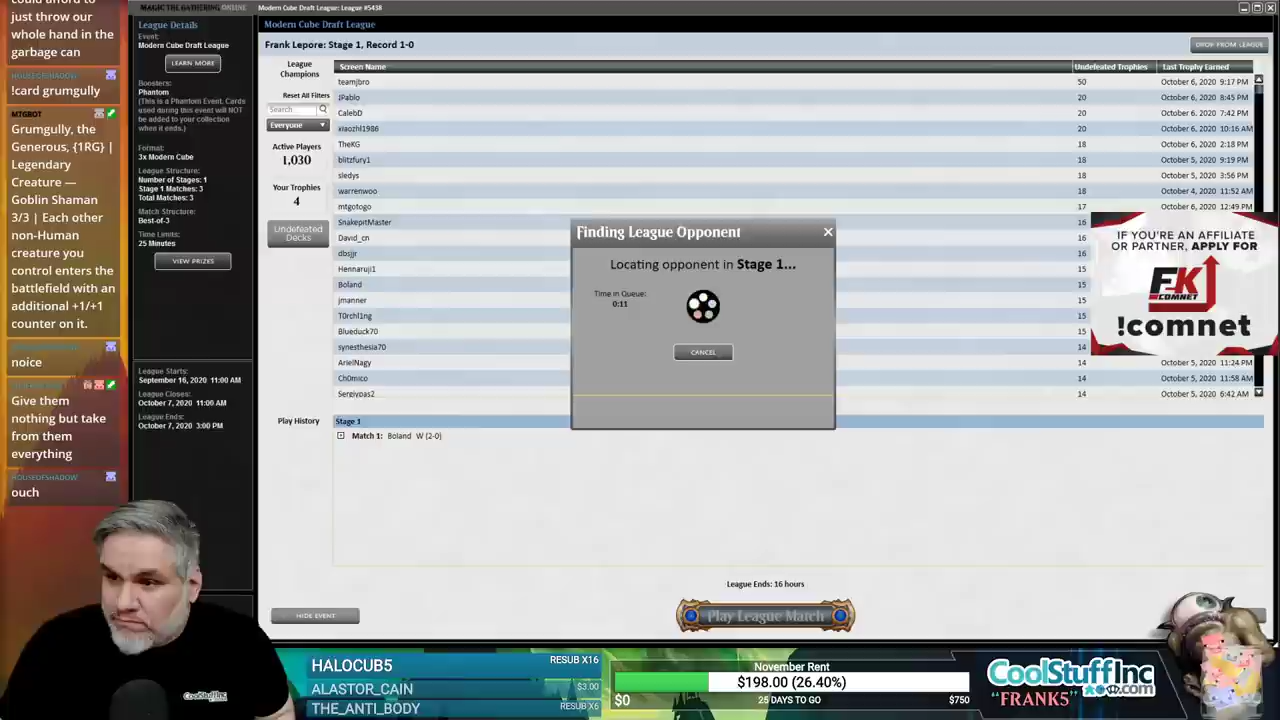 could afford to
just throw our
whole hand in the
garbage can
HOUSEOFSHADOW
!card grumgully
MTGBOT
Grumgully, the
Generous, {1RG} |
Legendary
Creature —
Goblin Shaman
3/3 | Each other
non-Human
creature you
control enters the
battlefield with an
additional +1/+1
counter on it.
noice
Give them
nothing but take
from them
everything
HOUSEOFSHADOW
ouch
MAGIC THE GATHERING ONLINE
Modern Cube Draft League: League #5438
League Details
Event:
Modern Cube Draft League
LEARN MORE
Boosters:
Phantom
(This is a Phantom Event. Cards
used during this event will NOT
be added to your collection
when it ends.)
Format:
3x Modern Cube
League Structure:
Number of Stages: 1
Stage 1 Matches: 3
Total Matches: 3
Match Structure:
Best-of-3
Time Limits:
25 Minutes
VIEW PRIZES
League Starts:
September 16, 2020 11:00 AM
League Closes:
October 7, 2020 11:00 AM
League Ends:
October 7, 2020 3:00 PM
Modern Cube Draft League
Frank Lepore: Stage 1, Record 1-0
DROP FROM LEAGUE
League
Champions
Reset All Filters
Search
Everyone
Active Players
1,030
Your Trophies
4
Undefeated
Decks
Screen Name Undefeated Trophies Last Trophy Earned
teamjbro 50 October 6, 2020 9:17 PM
JPablo 20 October 6, 2020 8:45 PM
CalebD 20 October 6, 2020 7:42 PM
xiaozhl1986 20 October 6, 2020 10:16 AM
TheKG 18 October 6, 2020 2:18 PM
blitzfury1 18 October 5, 2020 9:19 PM
sledys 18 October 5, 2020 3:56 PM
warrenwoo 18 October 4, 2020 11:52 AM
mtgotogo 17 October 6, 2020 12:49 PM
SnakepitMaster 16
David_cn 16
dbsjjr 16
Hennaruji1 15
Boland 15
jmanner 15
T0rchl1ng 15
Blueduck70 15
synesthesia70 14
ArielNagy 14 October 5, 2020 11:24 PM
Ch0mico 14 October 5, 2020 11:58 AM
Sergiypas2 14 October 5, 2020 6:42 AM
Finding League Opponent
Locating opponent in Stage 1...
Time in Queue:
0:11
CANCEL
IF YOU'RE AN AFFILIATE
OR PARTNER, APPLY FOR
COMNET
!comnet
Play History
Stage 1
Match 1: Boland W (2-0)
League Ends: 16 hours
HIDE EVENT
Play League Match
HALOCUB5 RESUB X16
ALASTOR_CAIN $3.00
THE_ANTI_BODY RESUB X6
November Rent
$198.00 (26.40%)
$0 25 DAYS TO GO $750
CoolStuffInc
.com
"FRANK5"
CoolStuffInc